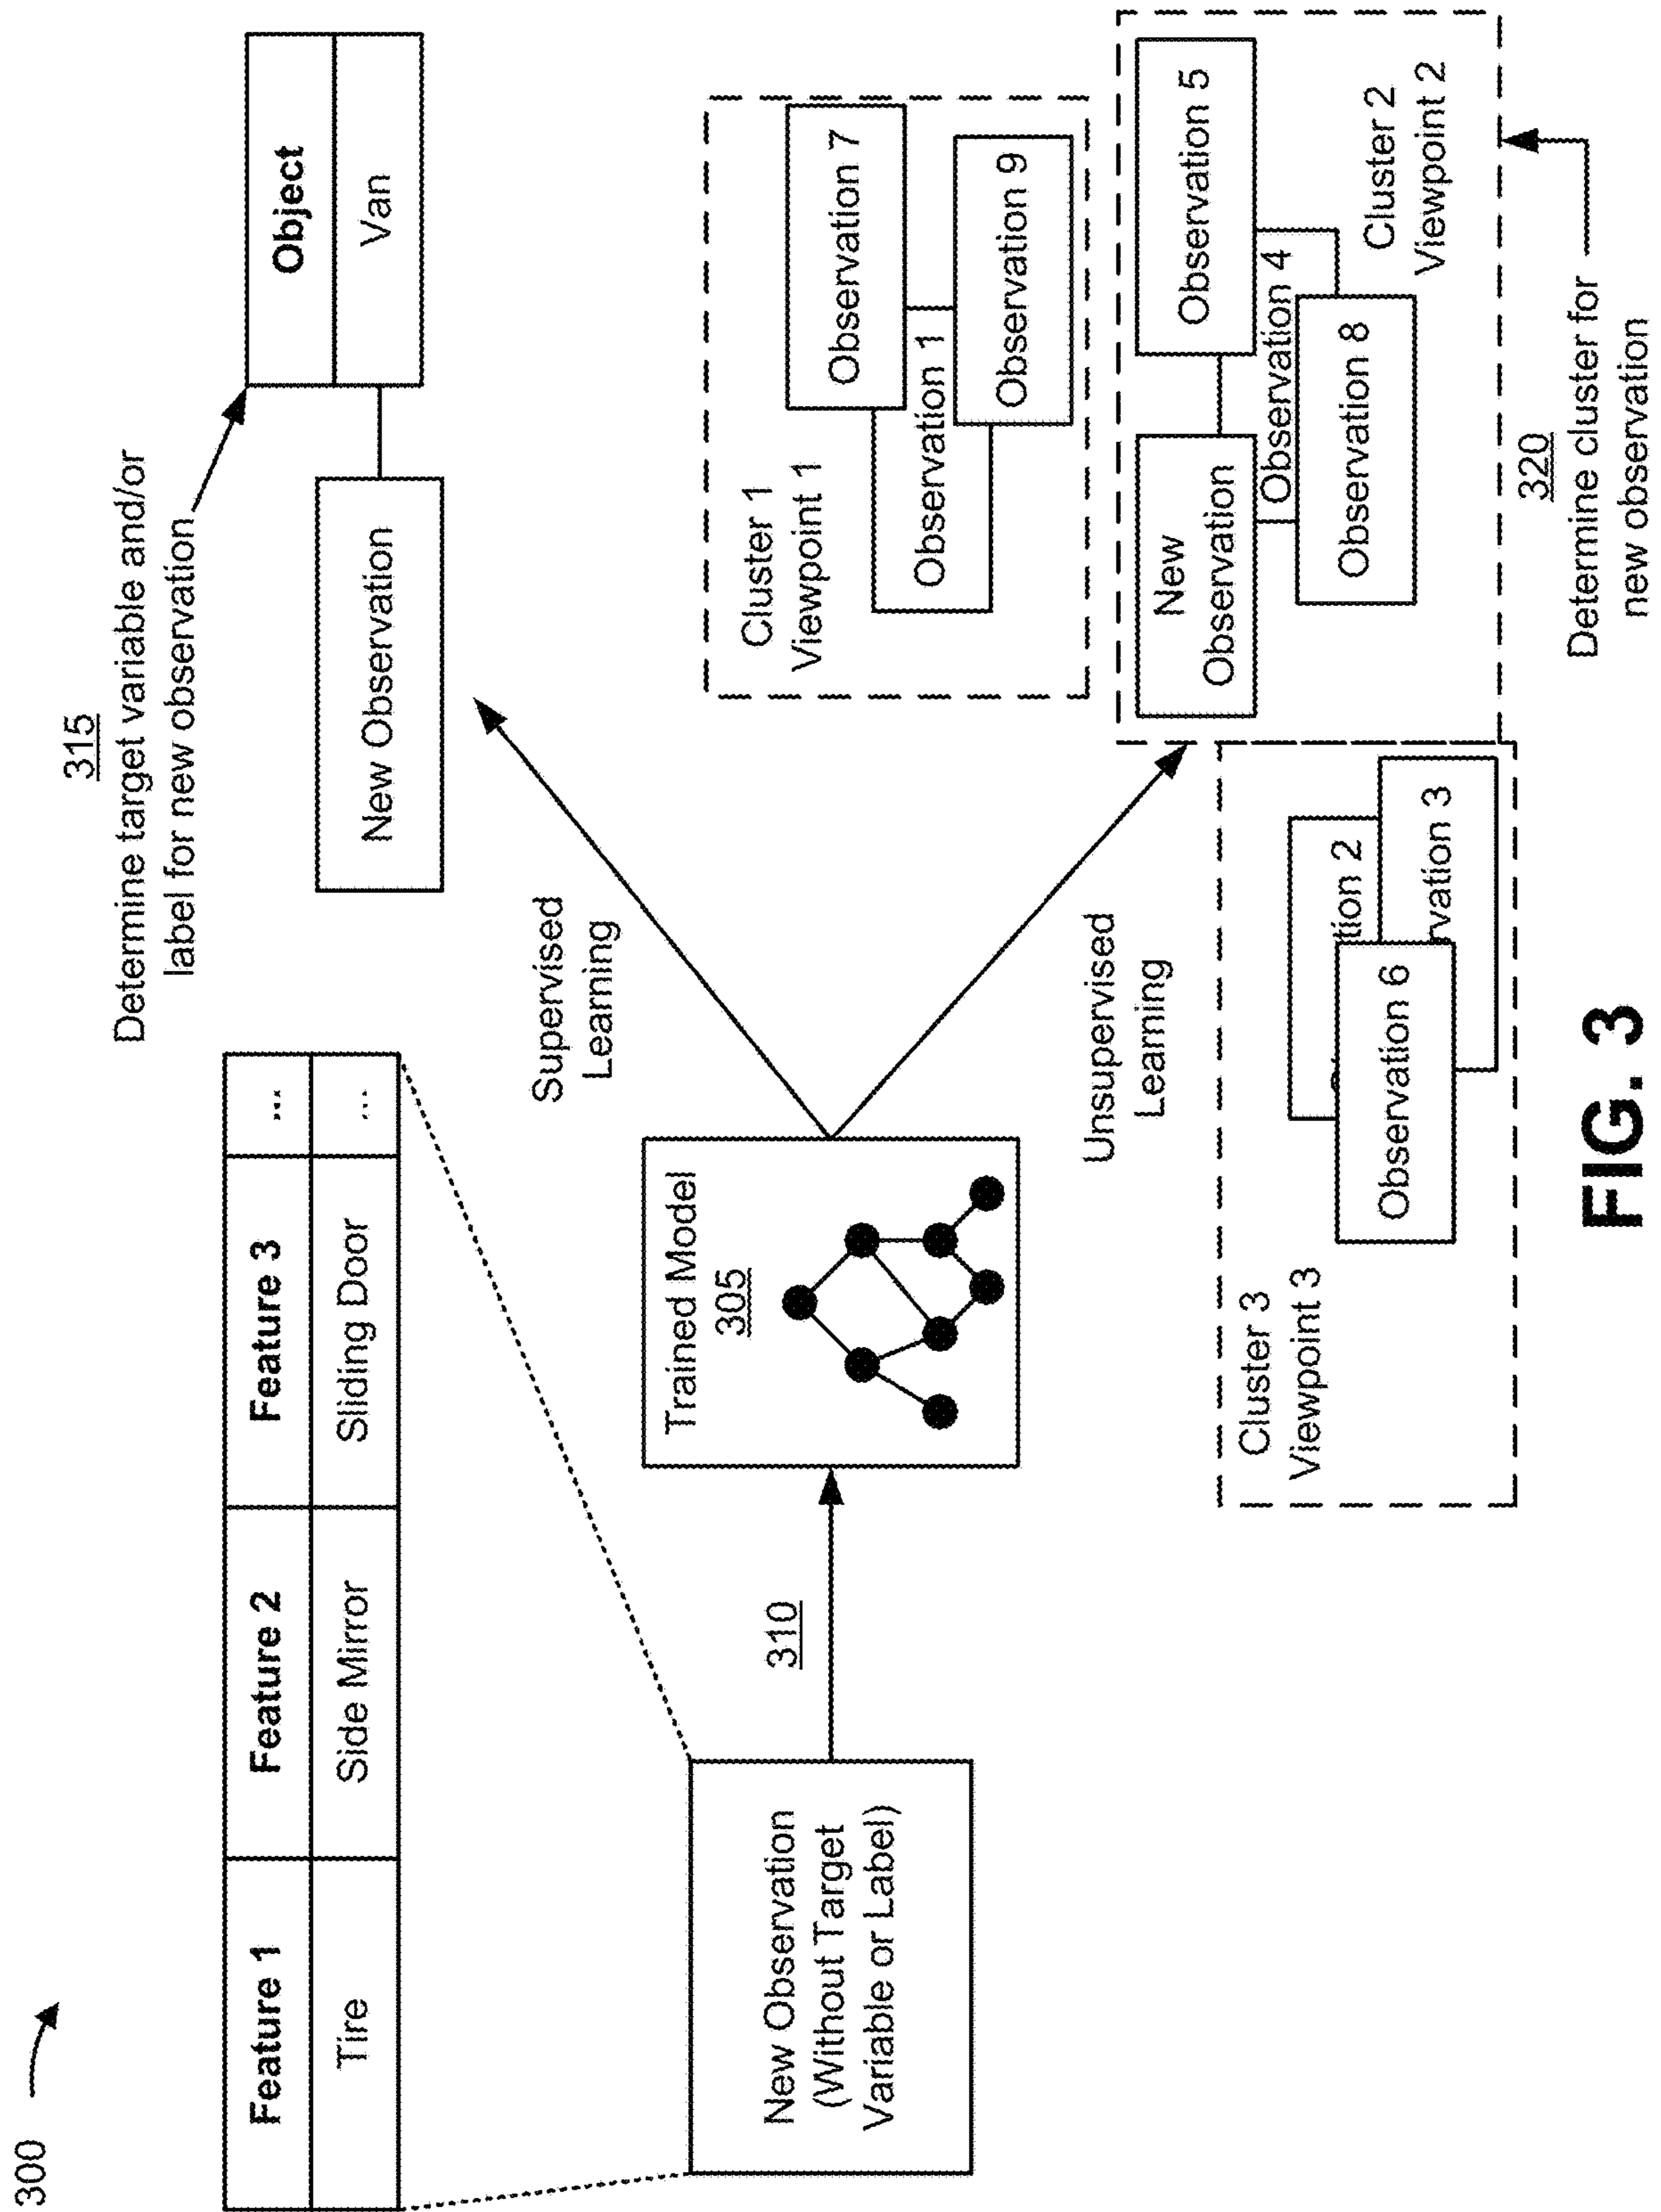 300
Feature 1 Feature 2 Feature 3 ...
Tire Side Mirror Sliding Door ...
315
Determine target variable and/or
label for new observation
Object
Van
New Observation
Supervised
Learning
New Observation
(Without Target
Variable or Label)
310
Trained Model
305
Unsupervised
Learning
Cluster 1
Viewpoint 1
Observation 7
Observation 1
Observation 9
New
Observation
Observation 5
Observation 4
Observation 8
Cluster 2
Viewpoint 2
Cluster 3
Viewpoint 3
tion 2
rvation 3
Observation 6
320
Determine cluster for
new observation
FIG. 3